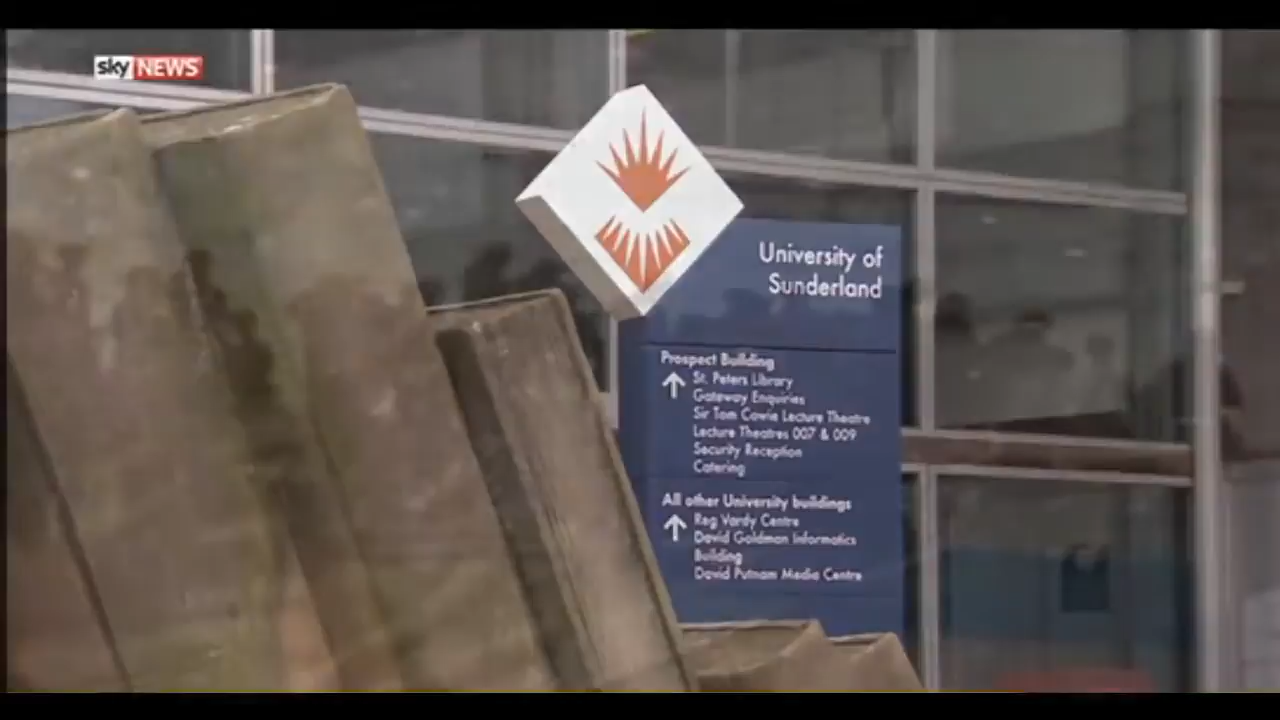 sky NEWS
University of
Sunderland
Prospect Building
↑ St. Peters Library
Gateway Enquiries
Sir Tom Cowie Lecture Theatre
Lecture Theatres 007 & 009
Security Reception
Catering
All other University buildings
↑ Reg Vardy Centre
David Goldman Informatics
Building
David Putnam Media Centre